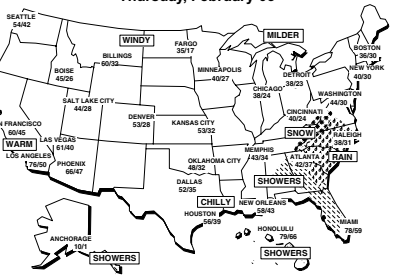 Thursday, February
SEATTLE
54/42
WINDY
FARGO
35/17
MILDER
BILLINGS
60/33
BOSTON
36/30
BOISE
45/26
MINNEAPOLIS
40/27
DETROIT
38/23
NEW YORK
40/30
CHICAGO
38/24
WASHINGTON
44/30
SALT LAKE CITY
44/28
DENVER
53/28
KANSAS CITY
53/32
CINCINNATI
40/24
N FRANCISCO
60/45
SNOW
RALEIGH
38/31
LAS VEGAS
61/40
WARM
MEMPHIS
43/34
ATLANTA
42/37
RAIN
LOS ANGELES
76/50
PHOENIX
66/47
OKLAHOMA CITY
48/32
DALLAS
52/35
SHOWERS
CHILLY
NEW ORLEANS
58/43
HOUSTON
56/39
MIAMI
78/59
HONOLULU
79/66
ANCHORAGE
10/1
SHOWERS
SHOWERS